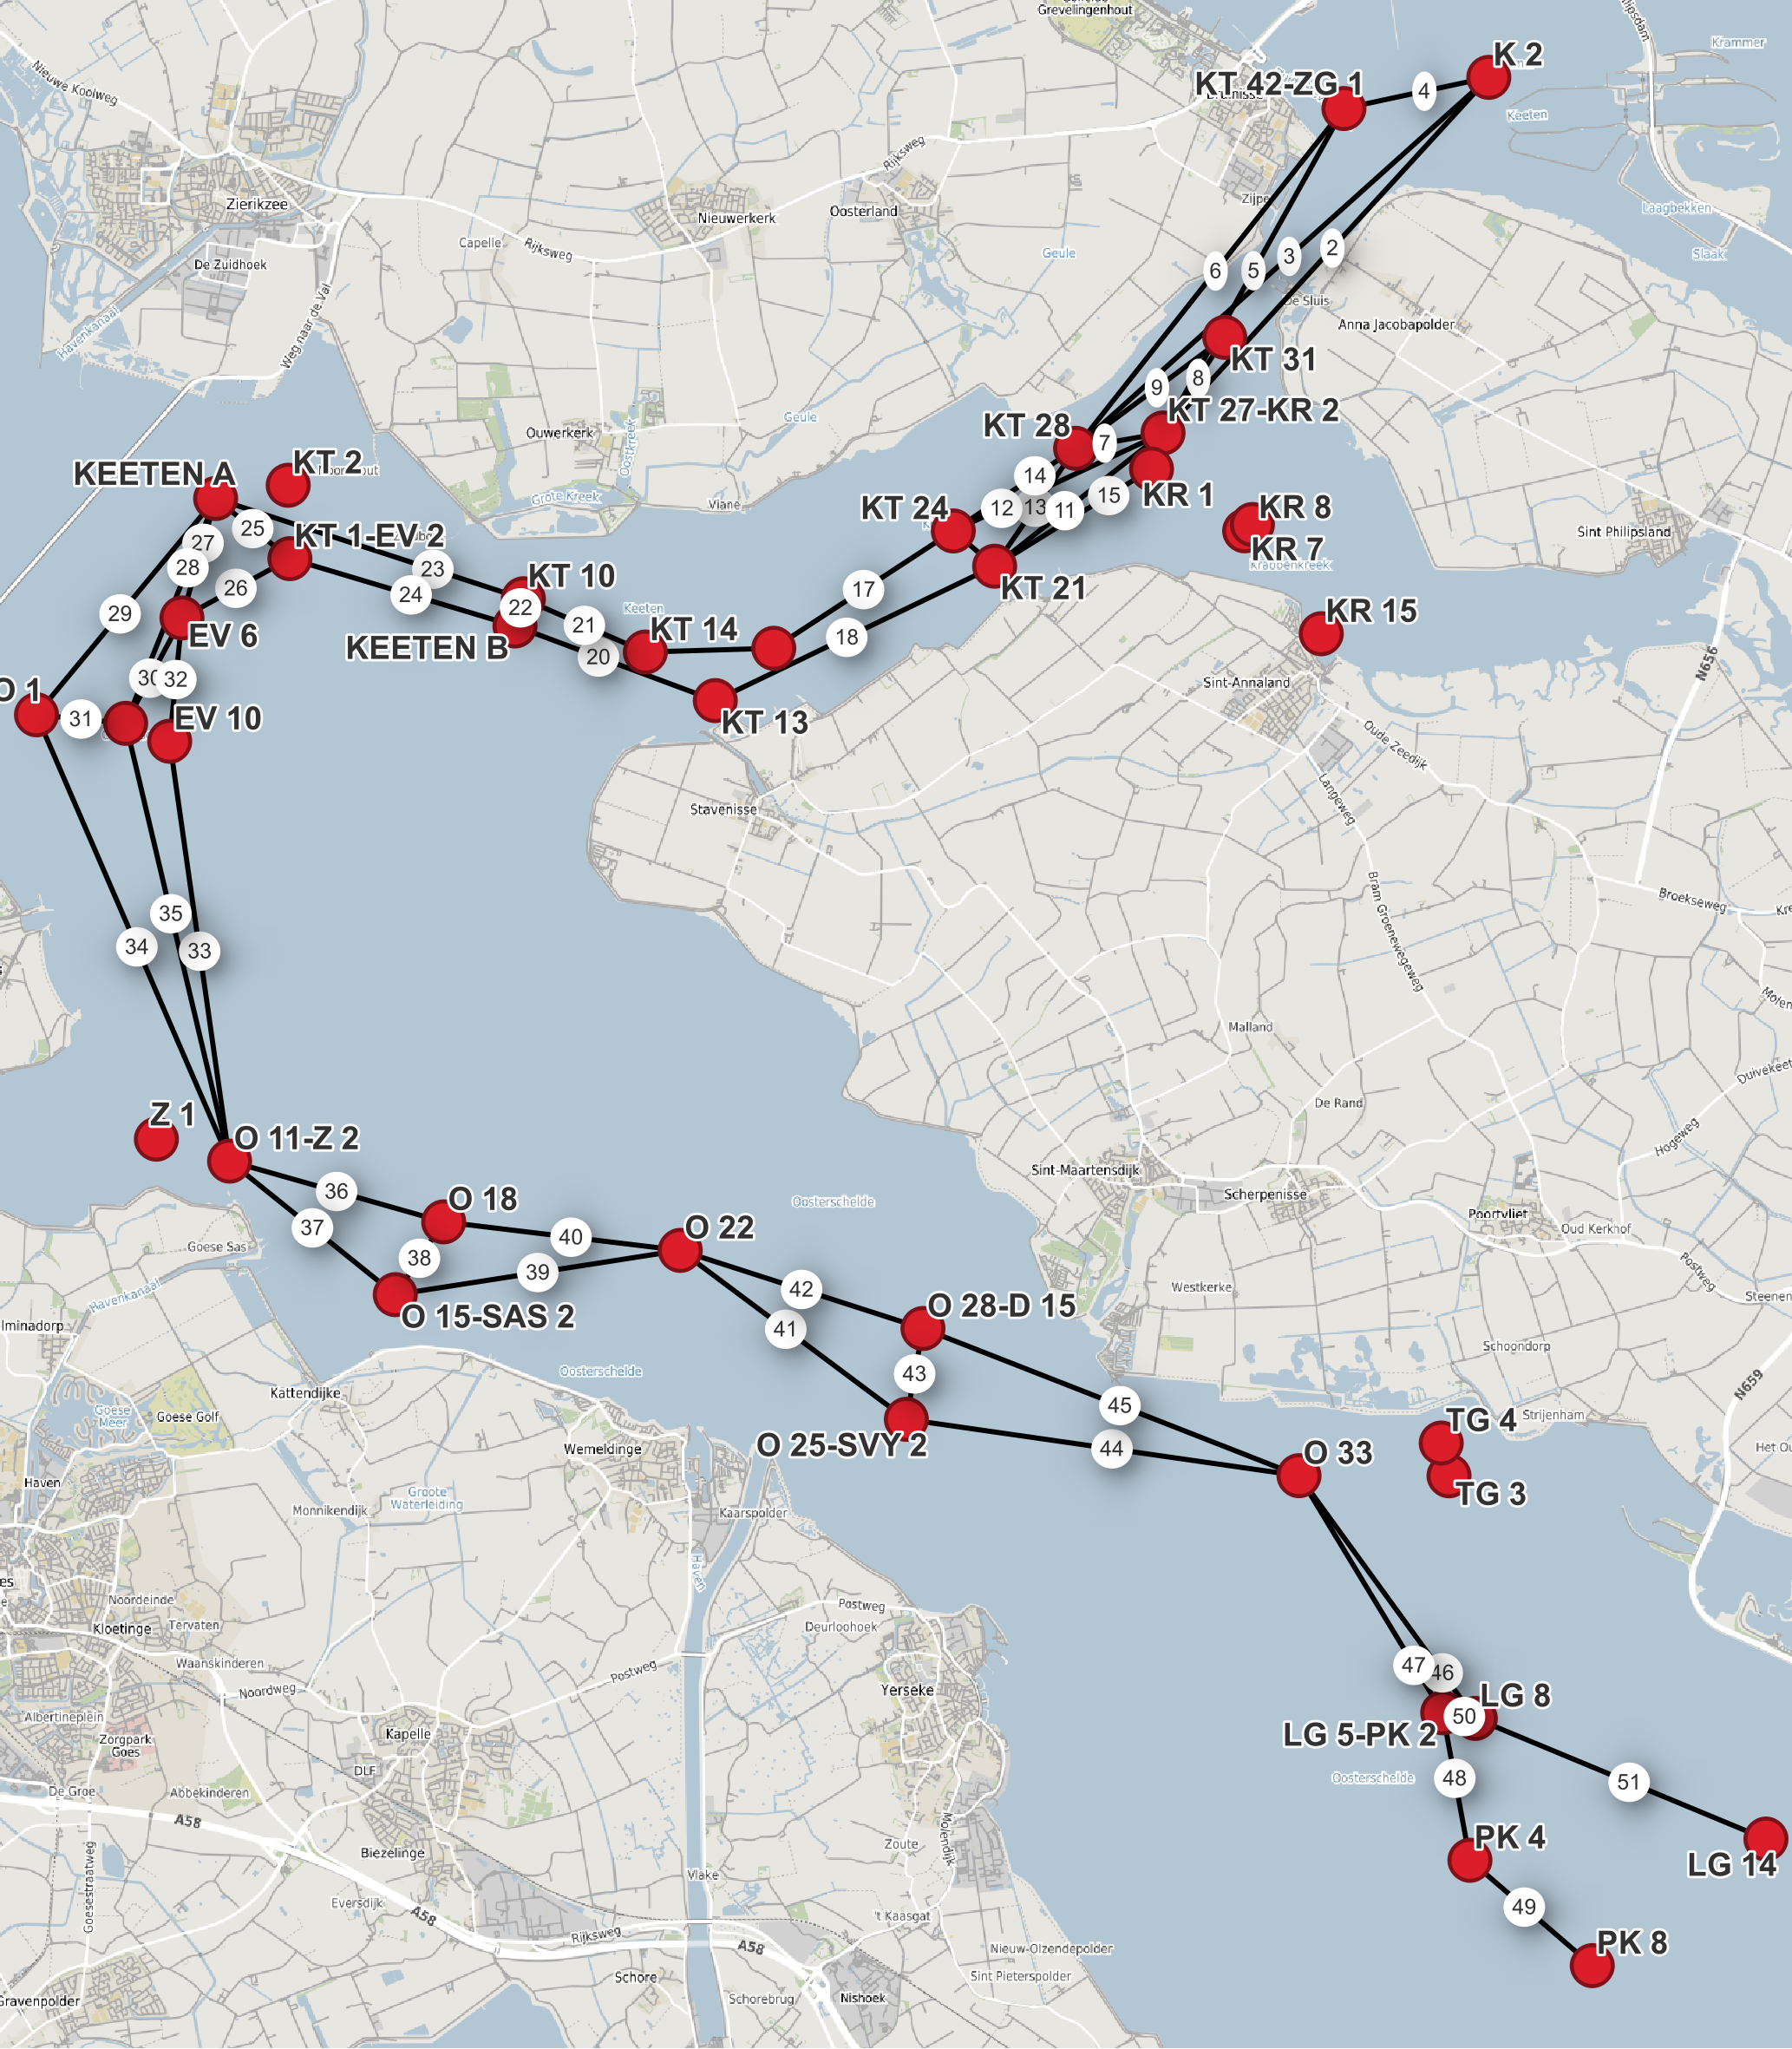 Grevelingenhout
Krammer
K 2
KT 42-ZG 1
4
Bruinisse
Keeten
Nieuwe Koolweg
Rijksweg
Zierikzee
Nieuwerkerk
Oosterland
Zijpe
Laagbekken
Capelle
Rijksweg
Geule
3
2
6
5
Slaak
De Zuidhoek
De Sluis
Anna Jacobapolder
Havenkanaal
Weg naar de Val
KT 31
9
8
Geule
KT 27-KR 2
KT 28
7
Ouwerkerk
Oostkreek
KT 2
KEETEN A
14
15
KR 1
Grote Kreek
Viane
KT 24
12
13
11
KR 8
KR 7
Krabbenkreek
Sint Philipsland
25
27
KT 1-EV 2
28
23
26
24
KT 10
22
Keeten
KT 21
17
29
21
KT 14
18
KR 15
EV 6
KEETEN B
20
N656
O 1
30
32
31
EV 10
KT 13
Sint-Annaland
Oude Zeedijk
Langeweg
Stavenisse
Bram Groenewegeweg
Broekseweg
35
34
33
Malland
De Rand
Z 1
O 11-Z 2
Hogeweg
Sint-Maartensdijk
Scherpenisse
36
O 18
Oosterschelde
Poortvliet
Oud Kerkhof
37
O 22
40
38
39
Goese Sas
Havenkanaal
Postweg
Westkerke
42
O 15-SAS 2
O 28-D 15
41
Schoondorp
43
Oosterschelde
Kattendijke
Goese
Meer
Goese Golf
45
N659
TG 4
Strijenham
O 25-SVY 2
44
O 33
Wemeldinge
TG 3
Haven
Groote
Waterleiding
Monnikendijk
Kaarspolder
Haven
Noordeinde
Tervaten
Kloetinge
Postweg
Deurloohoek
Waanskinderen
Postweg
Noordweg
47
46
Yerseke
LG 8
50
LG 5-PK 2
Albertineplein
Zorgpark
Goes
Kapelle
DLF
Oosterschelde
48
51
De Groe
Abbekinderen
A58
PK 4
LG 14
Biezelinge
Zoute
Molendijk
Vlake
Goesestraatweg
Eversdijk
A58
49
't Kaasgat
Rijksweg
A58
PK 8
Nieuw-Olzendepolder
Schore
Sint Pieterspolder
Schorebrug
Nishoek